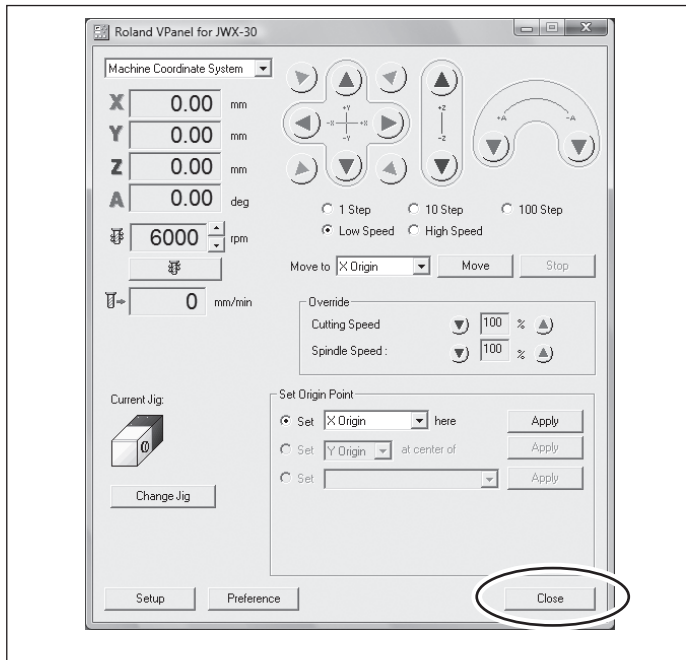 Roland VPanel for JWX-30
Machine Coordinate System
X 0.00 mm
Y 0.00 mm
Z 0.00 mm
A 0.00 deg
6000 rpm
0 mm/min
+Y
-X +X
-Y
+Z
-Z
+A -A
1 Step 10 Step 100 Step
Low Speed High Speed
Move to X Origin Move Stop
Override
Cutting Speed 100 %
Spindle Speed : 100 %
Current Jig:
Change Jig
Set Origin Point
Set X Origin here Apply
Set Y Origin at center of Apply
Set Apply
Setup Preference Close